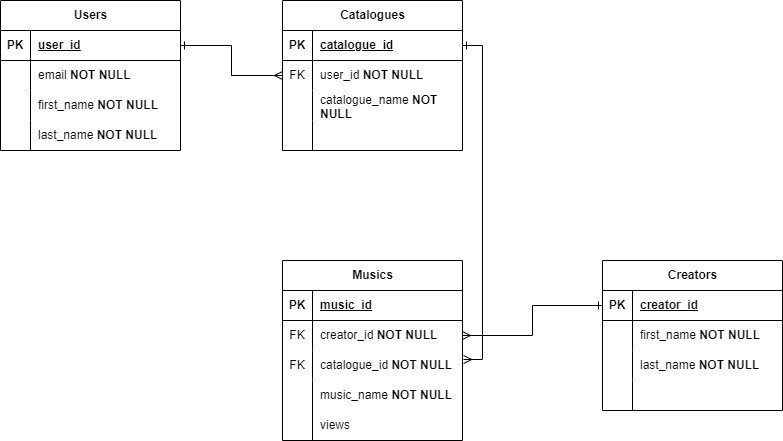 Users
PK user_id
email NOT NULL
first_name NOT NULL
last_name NOT NULL
Catalogues
PK catalogue_id
FK user_id NOT NULL
catalogue_name NOT
NULL
Musics
PK music_id
FK creator_id NOT NULL
FK catalogue_id NOT NULL
music_name NOT NULL
views
Creators
PK creator_id
first_name NOT NULL
last_name NOT NULL